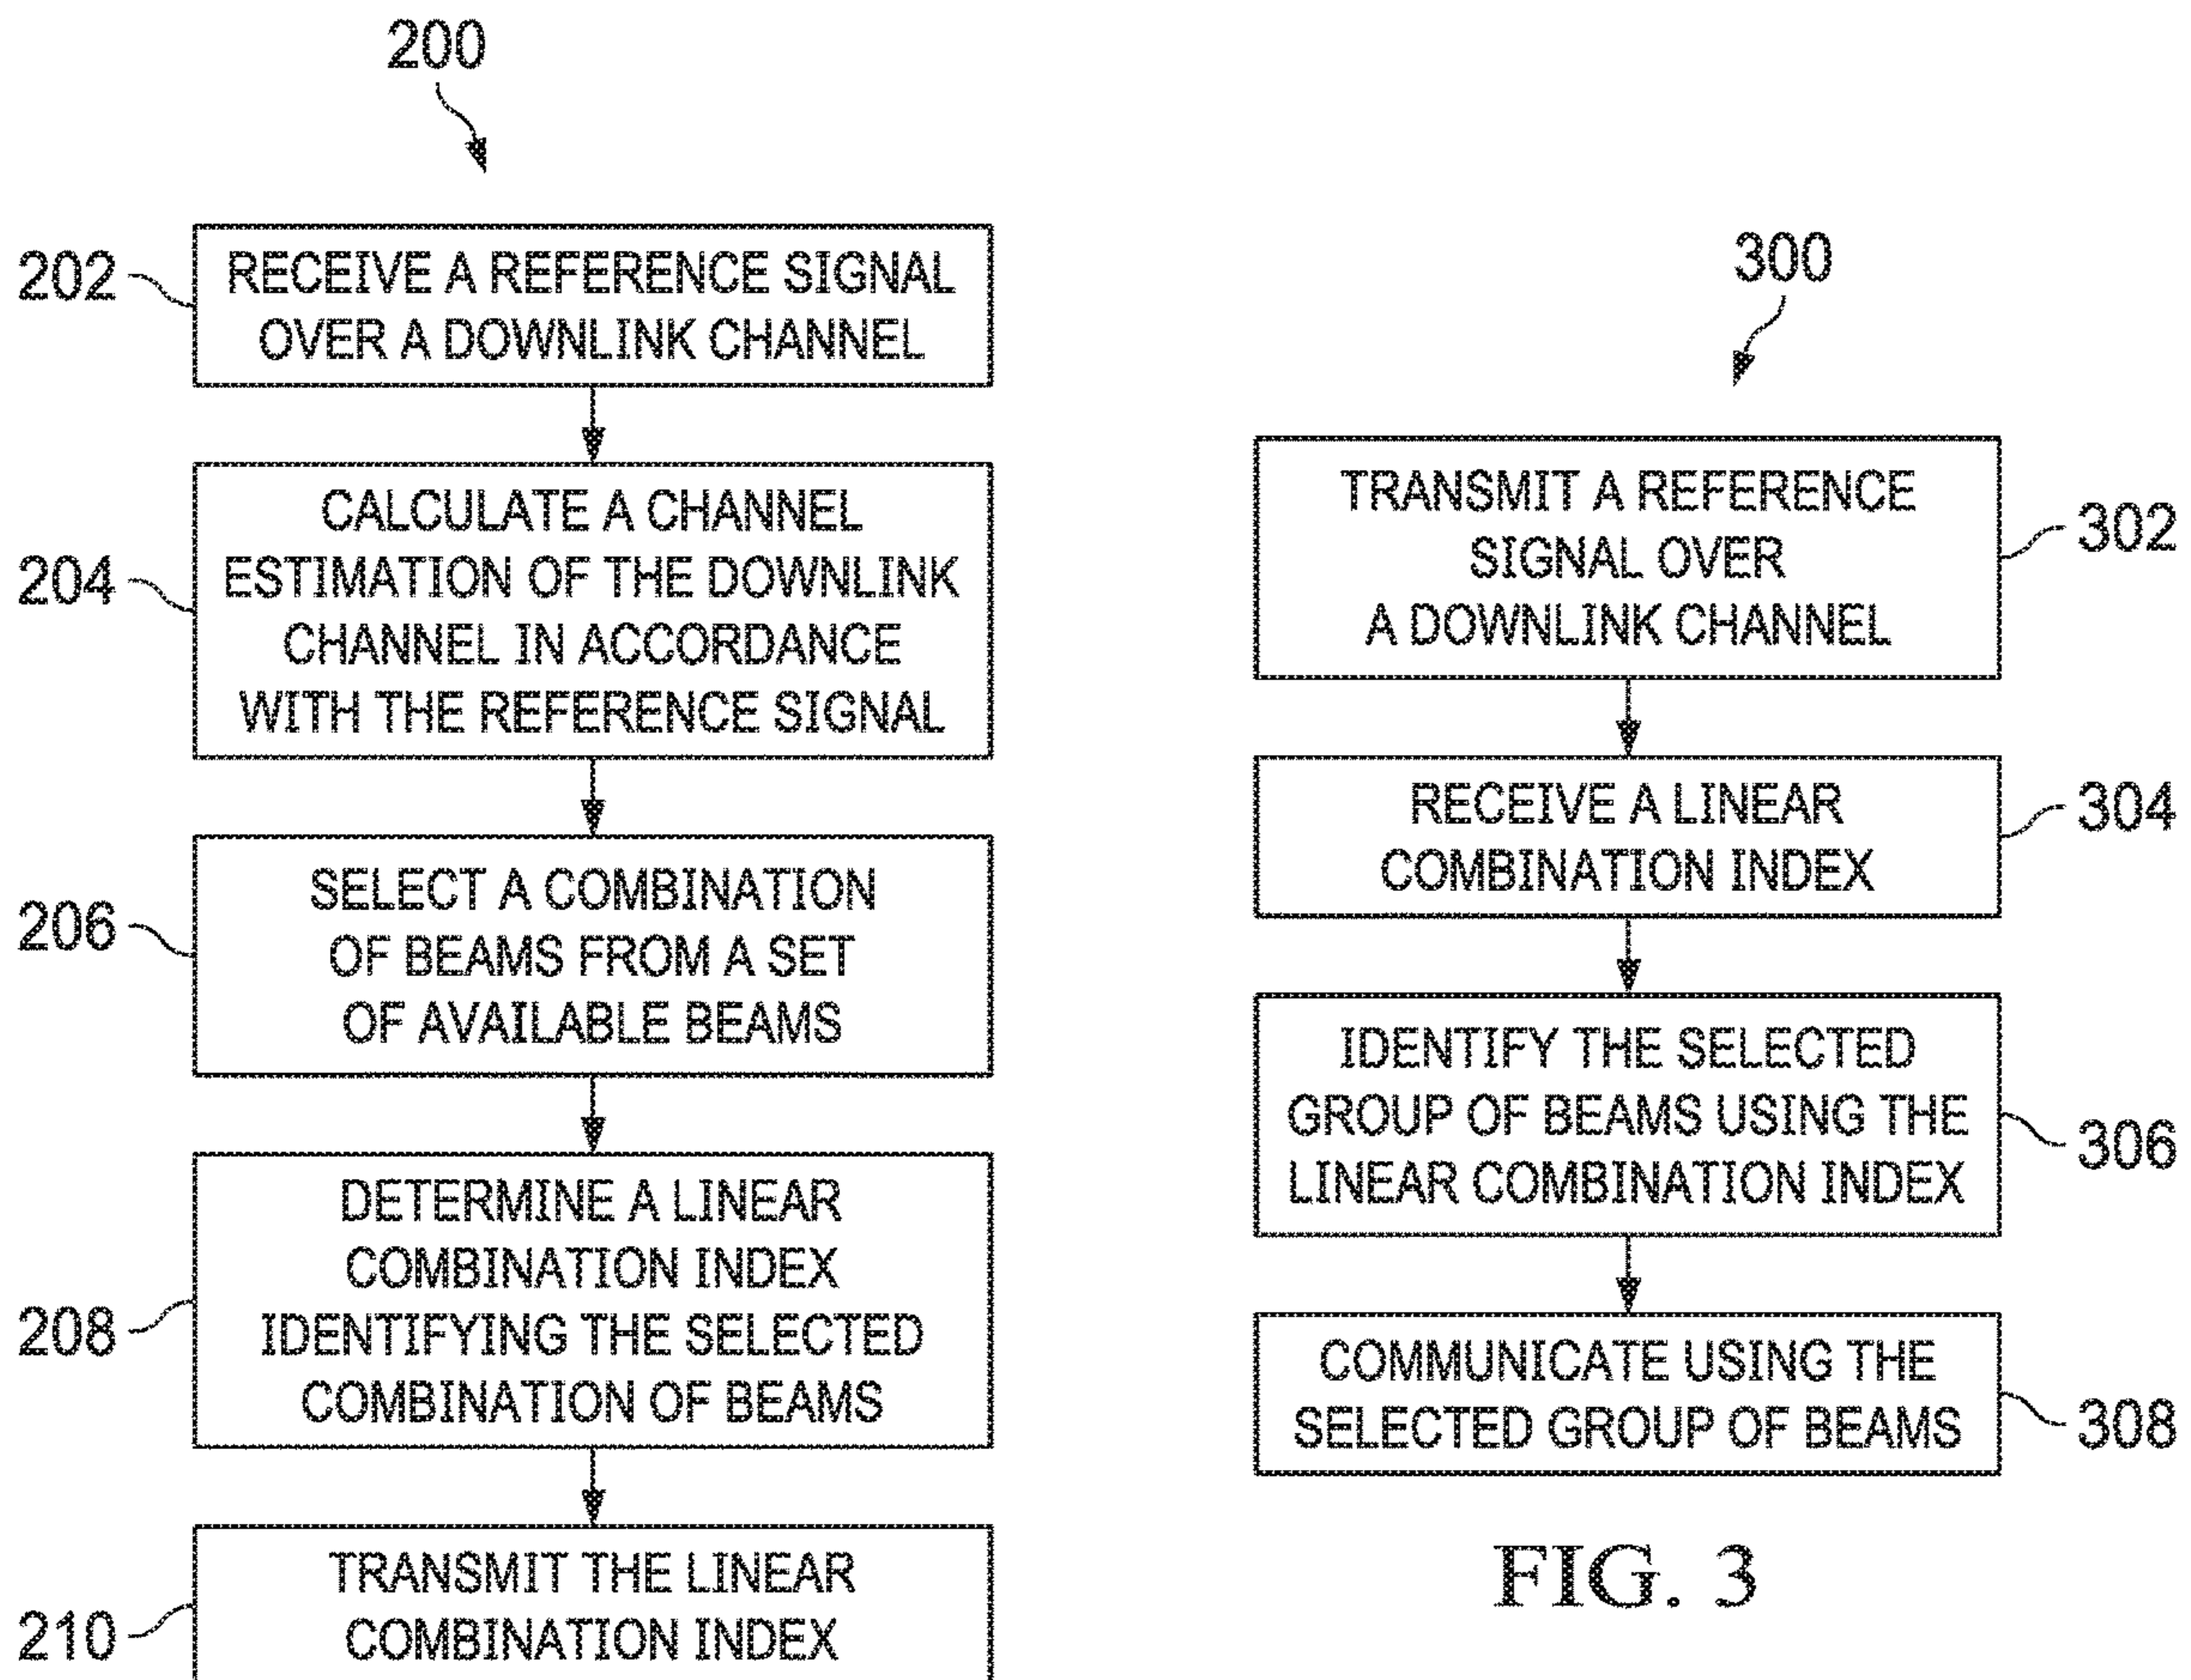 200
202
RECEIVE A REFERENCE SIGNAL
OVER A DOWNLINK CHANNEL
204
CALCULATE A CHANNEL
ESTIMATION OF THE DOWNLINK
CHANNEL IN ACCORDANCE
WITH THE REFERENCE SIGNAL
206
SELECT A COMBINATION
OF BEAMS FROM A SET
OF AVAILABLE BEAMS
208
DETERMINE A LINEAR
COMBINATION INDEX
IDENTIFYING THE SELECTED
COMBINATION OF BEAMS
210
TRANSMIT THE LINEAR
COMBINATION INDEX
300
TRANSMIT A REFERENCE
SIGNAL OVER
A DOWNLINK CHANNEL
302
RECEIVE A LINEAR
COMBINATION INDEX
304
IDENTIFY THE SELECTED
GROUP OF BEAMS USING THE
LINEAR COMBINATION INDEX
306
COMMUNICATE USING THE
SELECTED GROUP OF BEAMS
308
FIG. 3